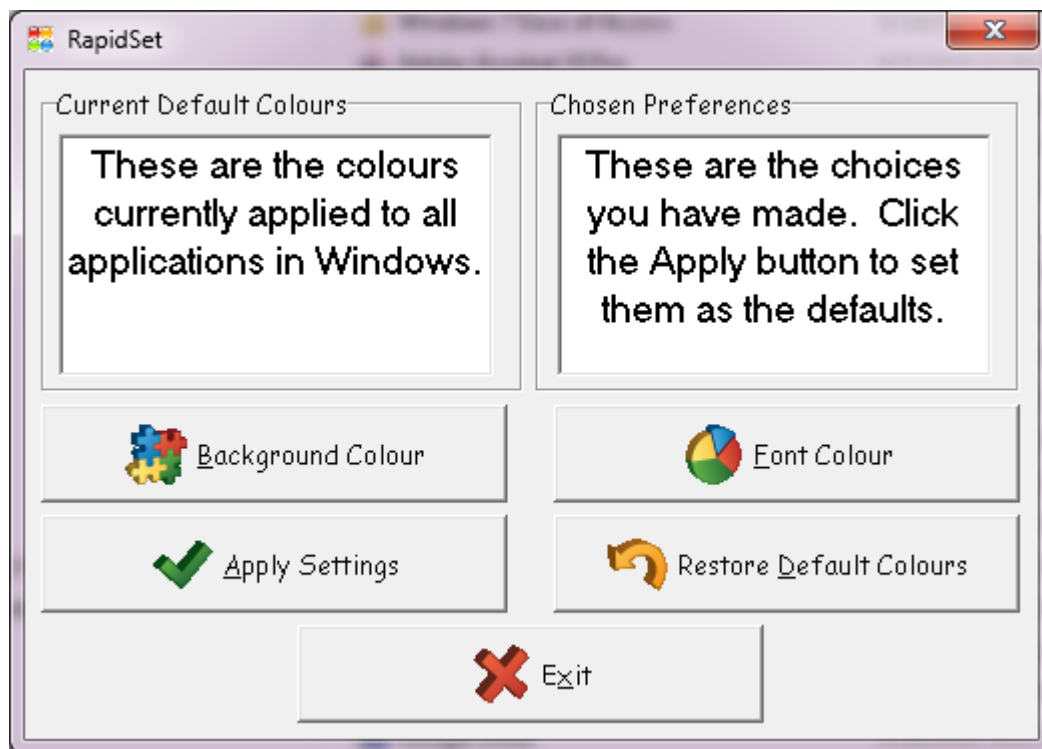 RapidSet
Current Default Colours
These are the colours
currently applied to all
applications in Windows.
Chosen Preferences
These are the choices
you have made.  Click
the Apply button to set
them as the defaults.
Background Colour
Font Colour
Apply Settings
Restore Default Colours
Exit